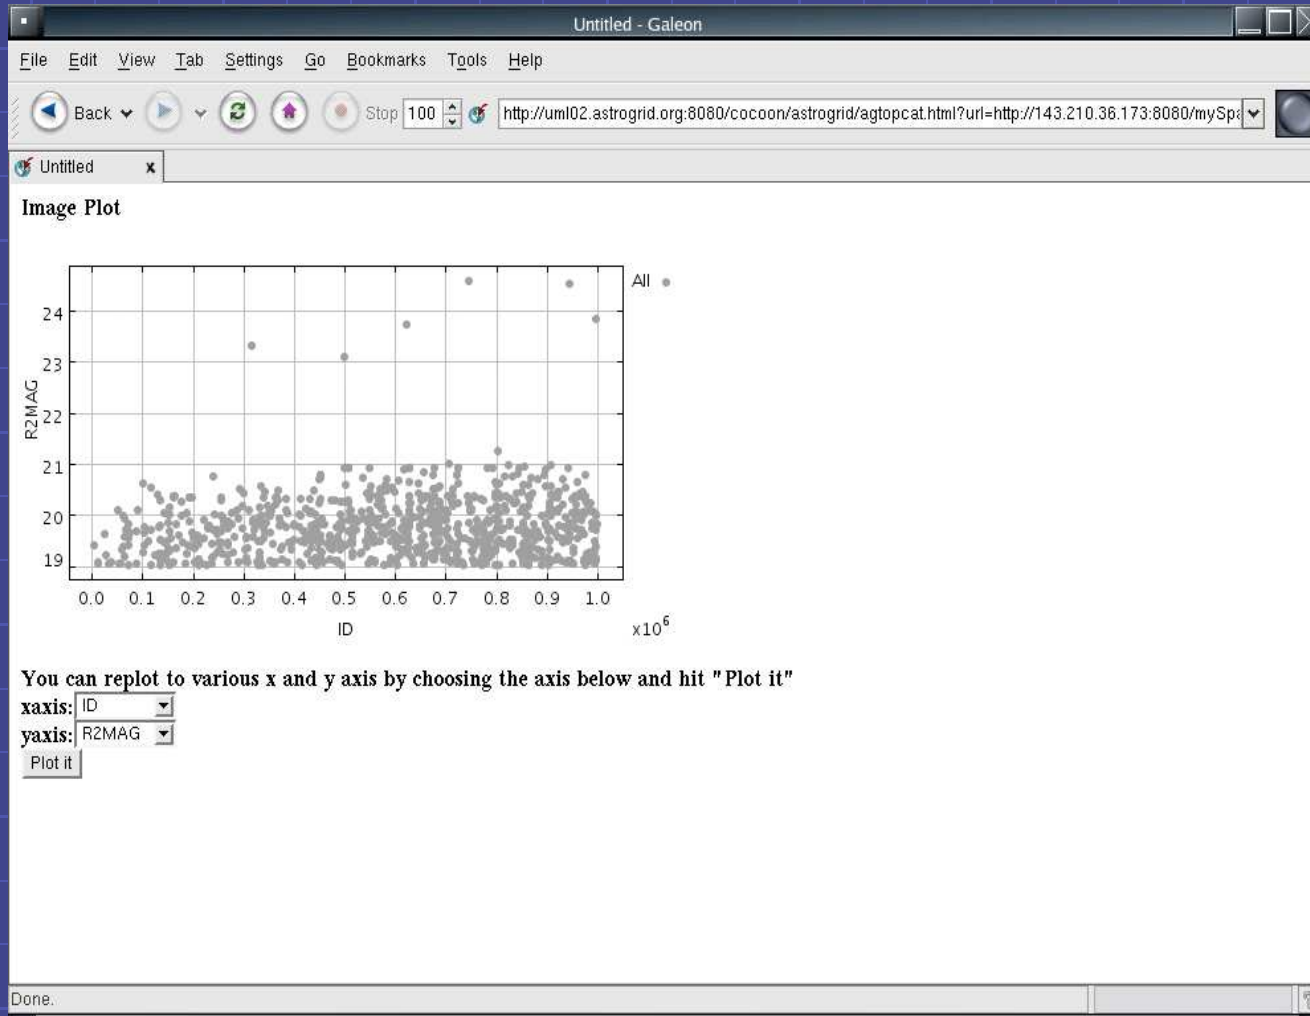 Untitled - Galeon
File Edit View Tab Settings Go Bookmarks Tools Help
Back Stop 100 http://uml02.astrogrid.org:8080/cocoon/astrogrid/agtopcat.html?url=http://143.210.36.173:8080/mySp
Untitled x
Image Plot
All
24
23
22
21
20
19
R2MAG
0.0 0.1 0.2 0.3 0.4 0.5 0.6 0.7 0.8 0.9 1.0
ID x10⁶
You can replot to various x and y axis by choosing the axis below and hit "Plot it"
xaxis: ID
yaxis: R2MAG
Plot it
Done.